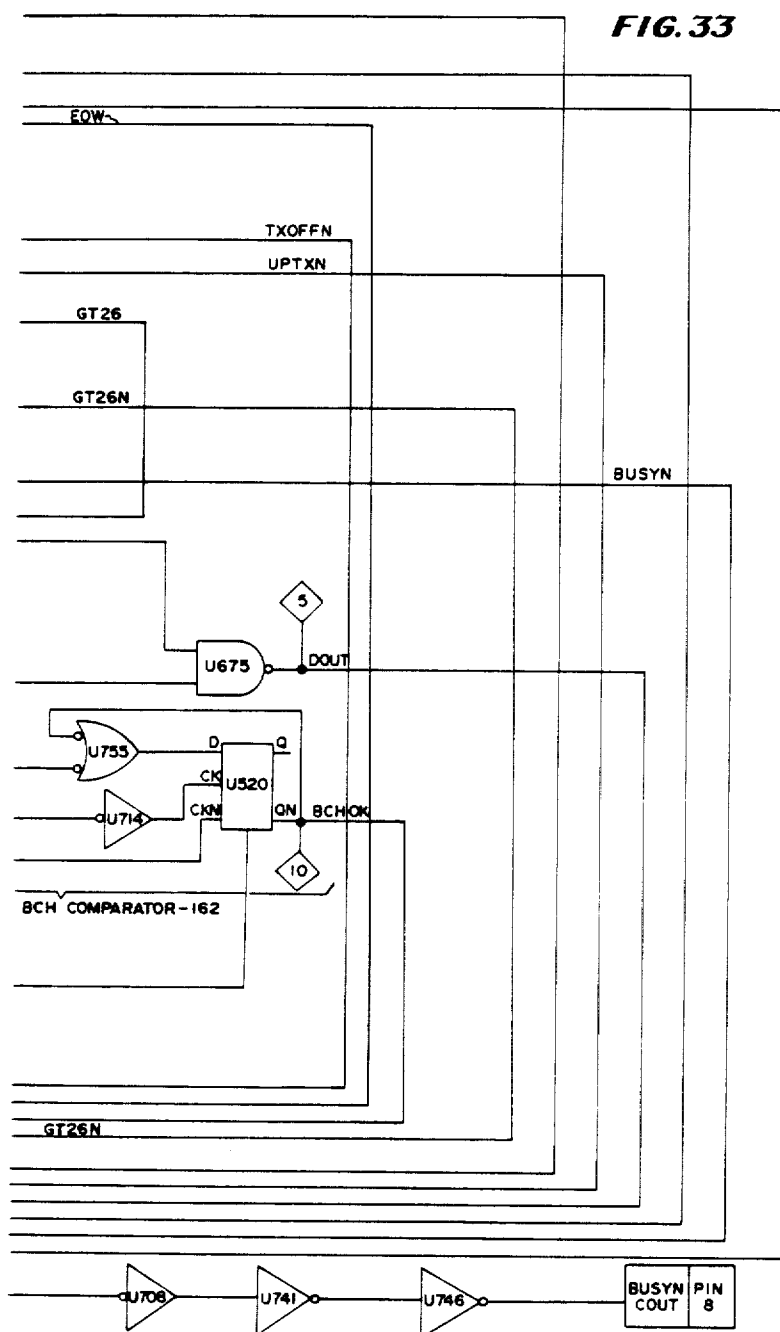 FIG. 33
EOW
TXOFFN
UPTXN
GT26
GT26N
BUSYN
5
U675
DOUT
U755
D
Q
U520
CK
U714
CKN
QN
BCHOK
10
BCH COMPARATOR-162
GT26N
U708
U741
U746
BUSYN
COUT
PIN
8